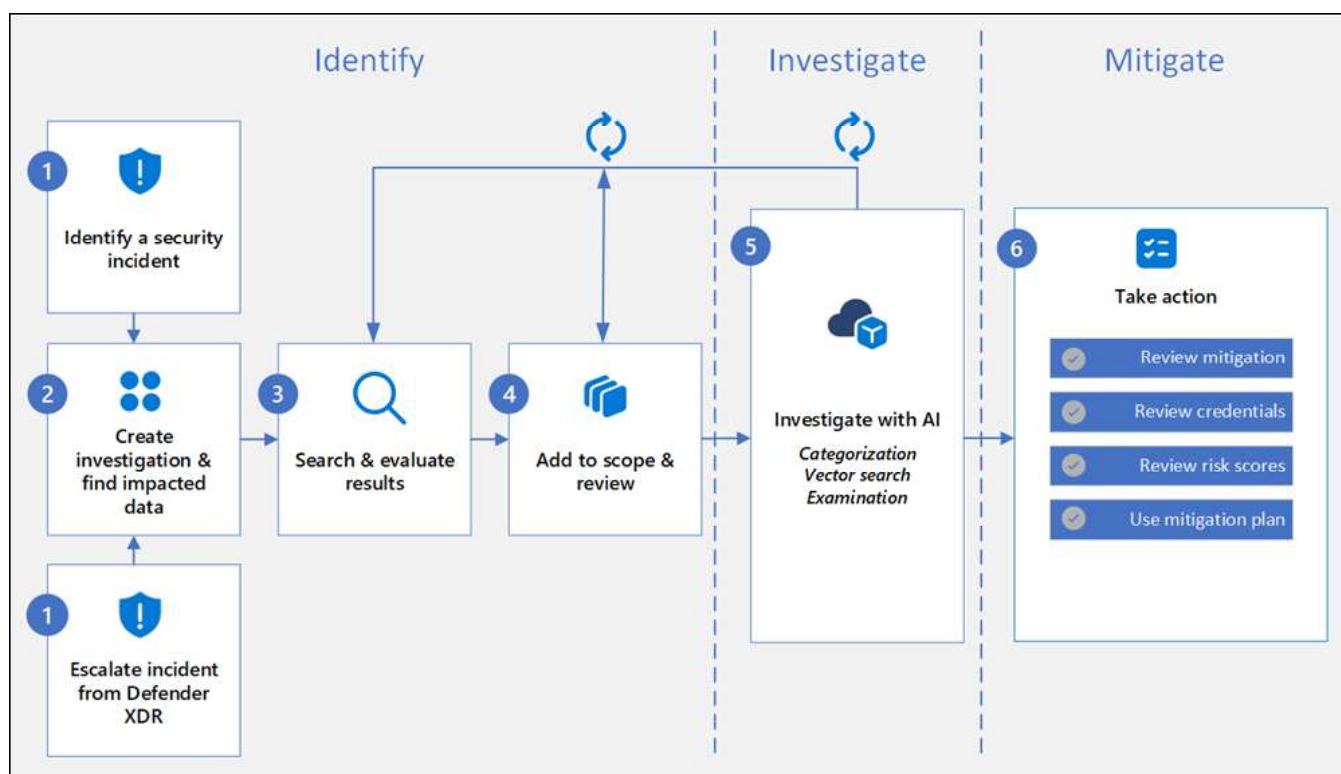 Identify
Investigate
Mitigate
1
Identify a security
incident
2
Create
investigation &
find impacted
data
1
Escalate incident
from Defender
XDR
3
Search & evaluate
results
4
Add to scope &
review
5
Investigate with AI
Categorization
Vector search
Examination
6
Take action
Review mitigation
Review credentials
Review risk scores
Use mitigation plan